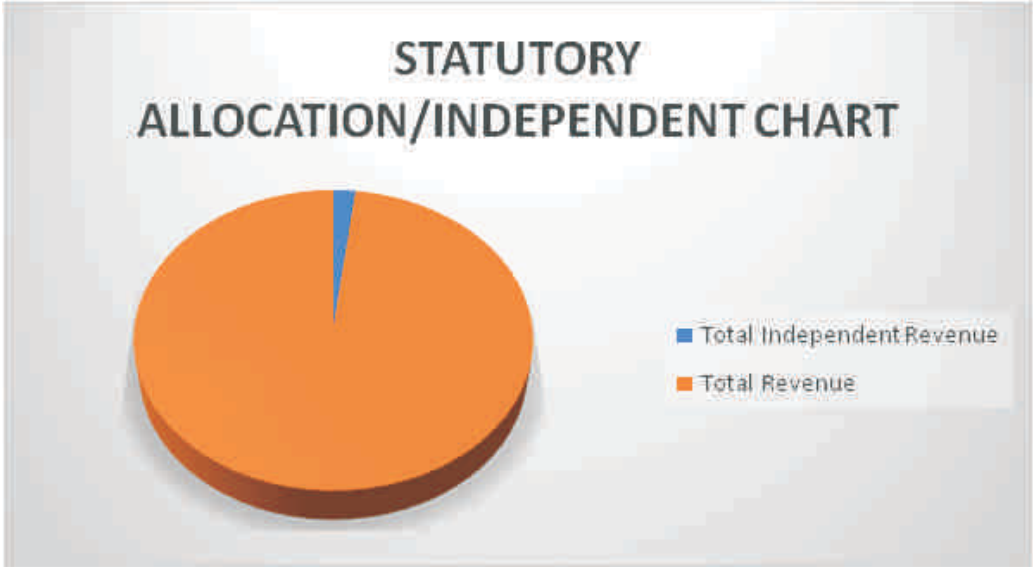 STATUTORY
ALLOCATION/INDEPENDENT CHART
Total Independent Revenue
Total Revenue